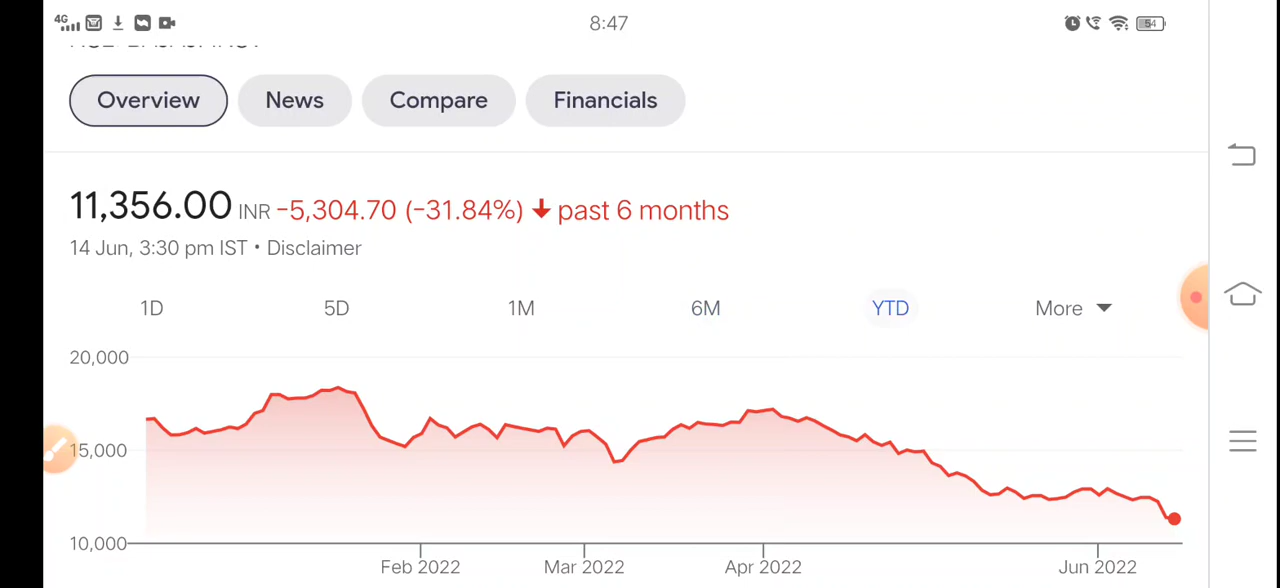 4G 8:47 54
Overview News Compare Financials
11,356.00 INR −5,304.70 (−31.84%) past 6 months
14 Jun, 3:30 pm IST • Disclaimer
1D 5D 1M 6M YTD More
20,000
15,000
10,000
Feb 2022 Mar 2022 Apr 2022 Jun 2022